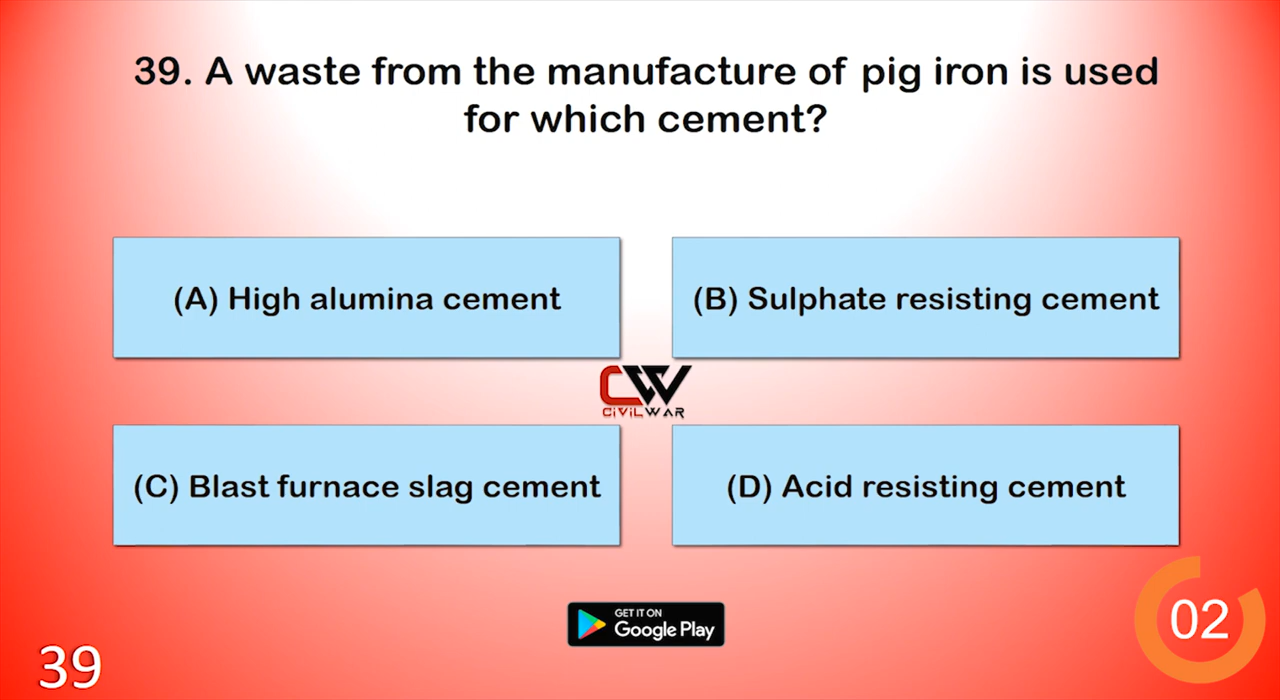 39. A waste from the manufacture of pig iron is used
for which cement?
(A) High alumina cement
(B) Sulphate resisting cement
CW
CiViLWAR
(C) Blast furnace slag cement
(D) Acid resisting cement
GET IT ON
Google Play
02
39